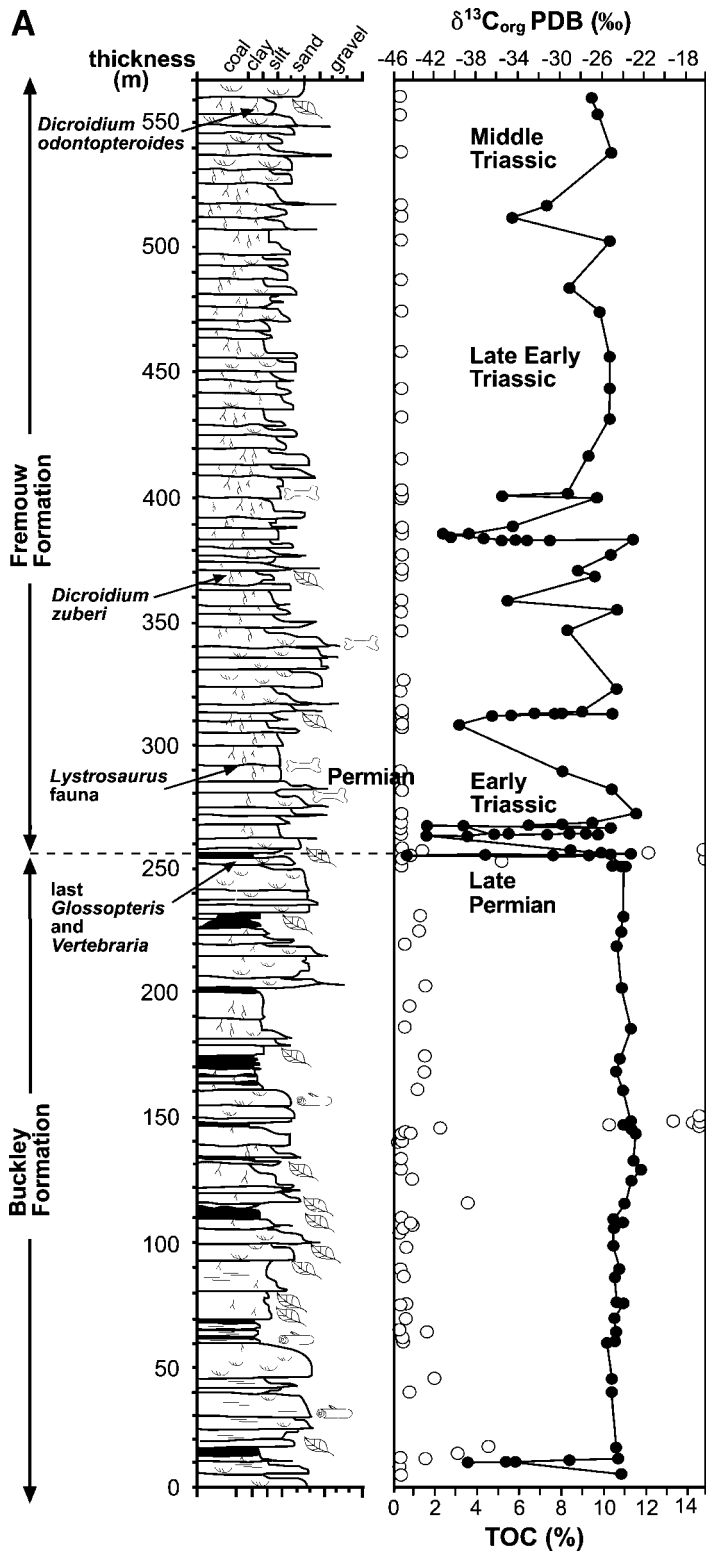 A
δ13Corg PDB (‰)
thickness
(m)
coal
clay
silt
sand
gravel
-46 -42 -38 -34 -30 -26 -22 -18
550
Dicroidium
odontopteroides
Middle
Triassic
500
450
Late Early
Triassic
400
Fremouw
Formation
Dicroidium
zuberi
350
300
Lystrosaurus
fauna
Permian
Early
Triassic
250
last
Glossopteris
and
Vertebraria
Late
Permian
200
150
Buckley
Formation
100
50
0
0 2 4 6 8 10 12 14
TOC (%)